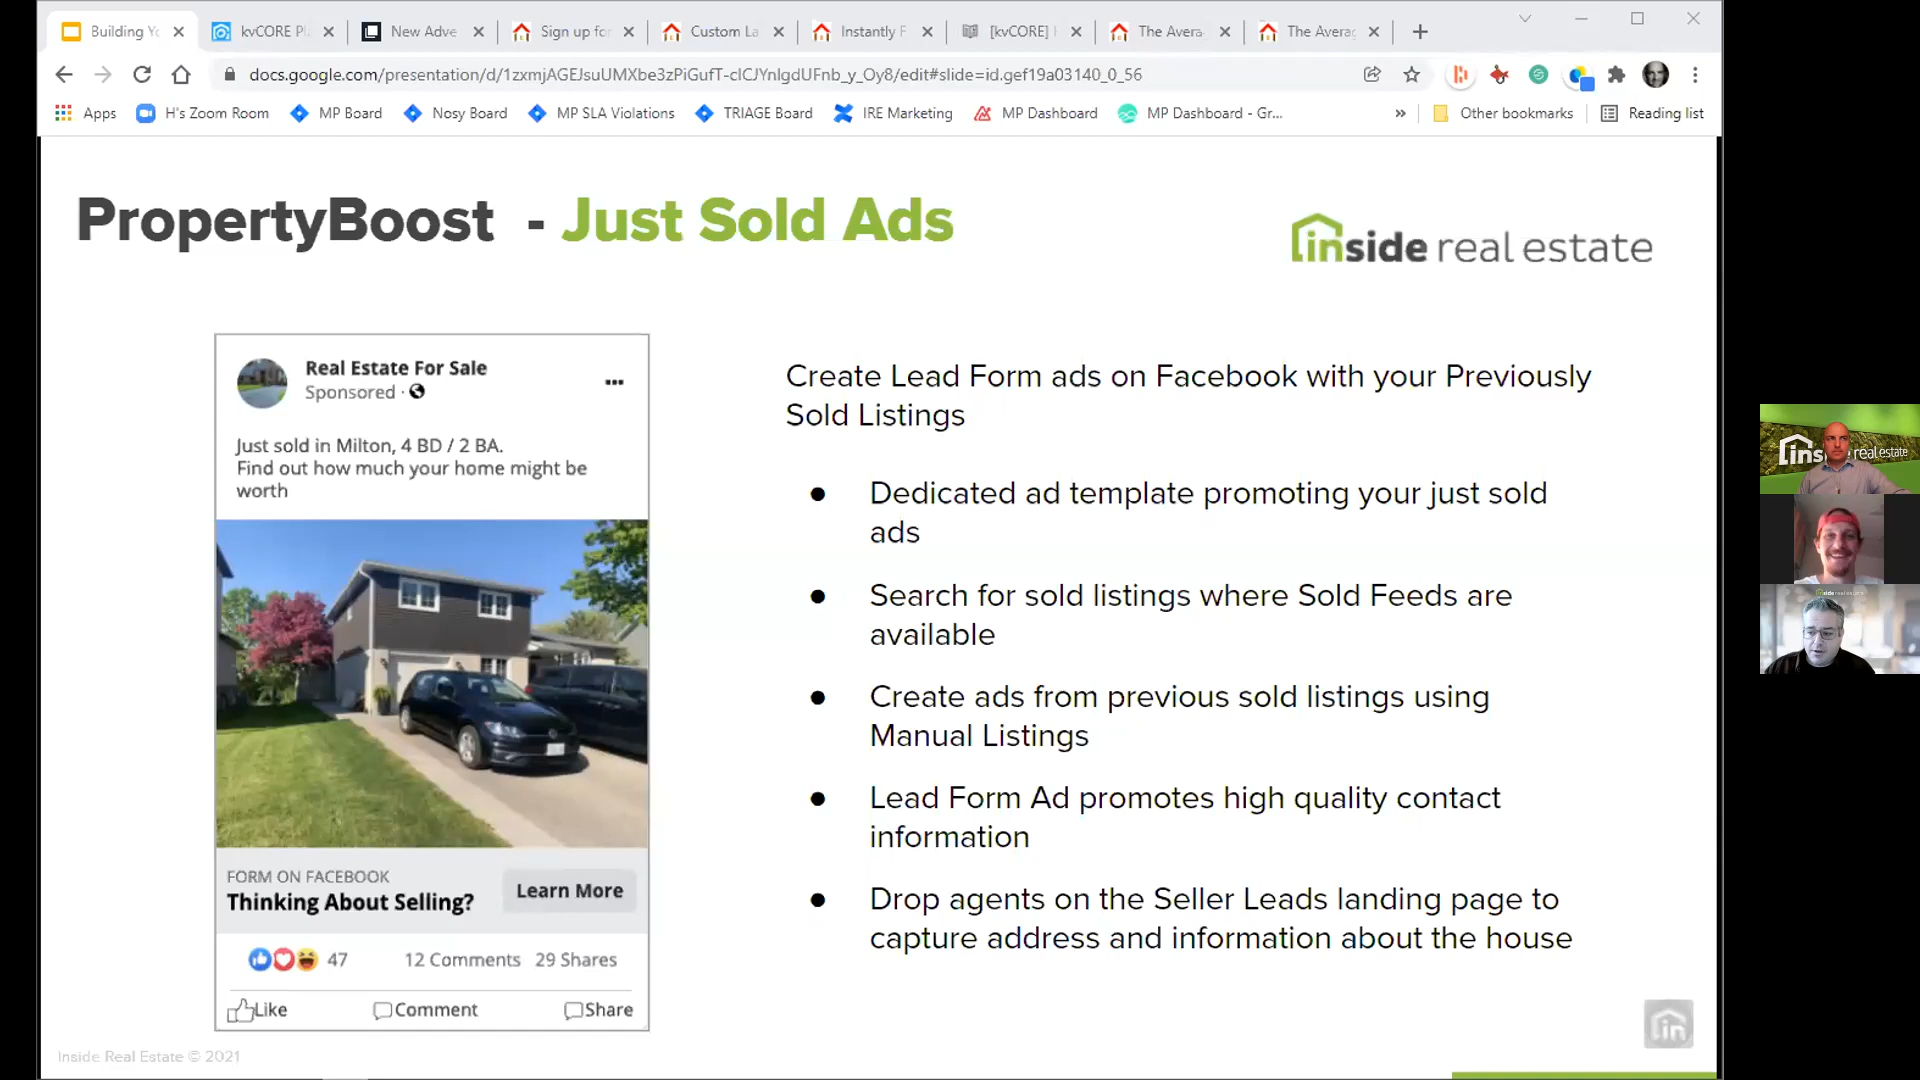 Building Yo
kvCORE Pl
New Adve
Sign up for
Custom La
Instantly F
[kvCORE]
The Avera
The Averag
docs.google.com/presentation/d/1zxmjAGEJsuUMXbe3zPiGufT-cICJYnlgdUFnb_y_Oy8/edit#slide=id.gef19a03140_0_56
Apps
H's Zoom Room
MP Board
Nosy Board
MP SLA Violations
TRIAGE Board
IRE Marketing
MP Dashboard
MP Dashboard - Gr...
»
Other bookmarks
Reading list
PropertyBoost - Just Sold Ads
inside real estate
Real Estate For Sale
Sponsored ·
Just sold in Milton, 4 BD / 2 BA.
Find out how much your home might be
worth
FORM ON FACEBOOK
Thinking About Selling?
Learn More
47
12 Comments
29 Shares
Like
Comment
Share
Create Lead Form ads on Facebook with your Previously
Sold Listings
● Dedicated ad template promoting your just sold
ads
● Search for sold listings where Sold Feeds are
available
● Create ads from previous sold listings using
Manual Listings
● Lead Form Ad promotes high quality contact
information
● Drop agents on the Seller Leads landing page to
capture address and information about the house
in
Inside Real Estate © 2021